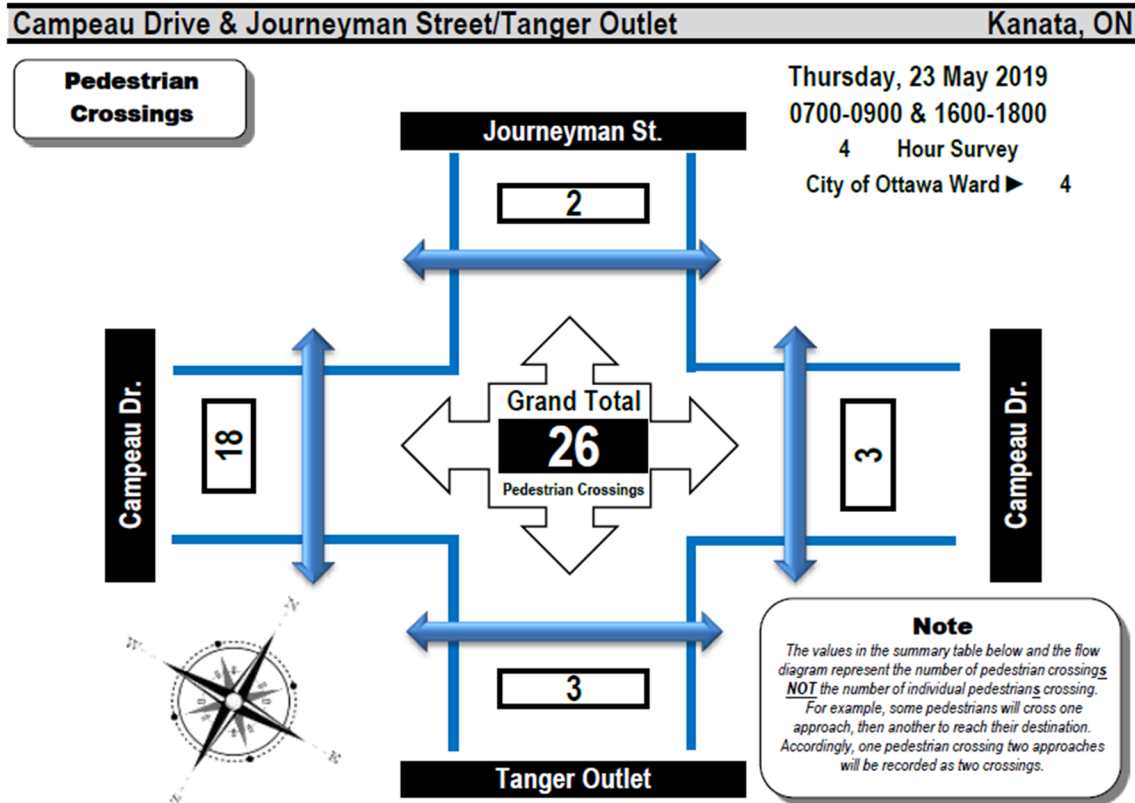 Campeau Drive & Journeyman Street/Tanger Outlet Kanata, ON
Pedestrian
Crossings
Thursday, 23 May 2019
0700-0900 & 1600-1800
4 Hour Survey
City of Ottawa Ward ► 4
Journeyman St.
2
Campeau Dr.
18
Grand Total
26
Pedestrian Crossings
3
Campeau Dr.
N
W
E
S
3
Tanger Outlet
Note
The values in the summary table below and the flow
diagram represent the number of pedestrian crossings
NOT the number of individual pedestrians crossing.
For example, some pedestrians will cross one
approach, then another to reach their destination.
Accordingly, one pedestrian crossing two approaches
will be recorded as two crossings.